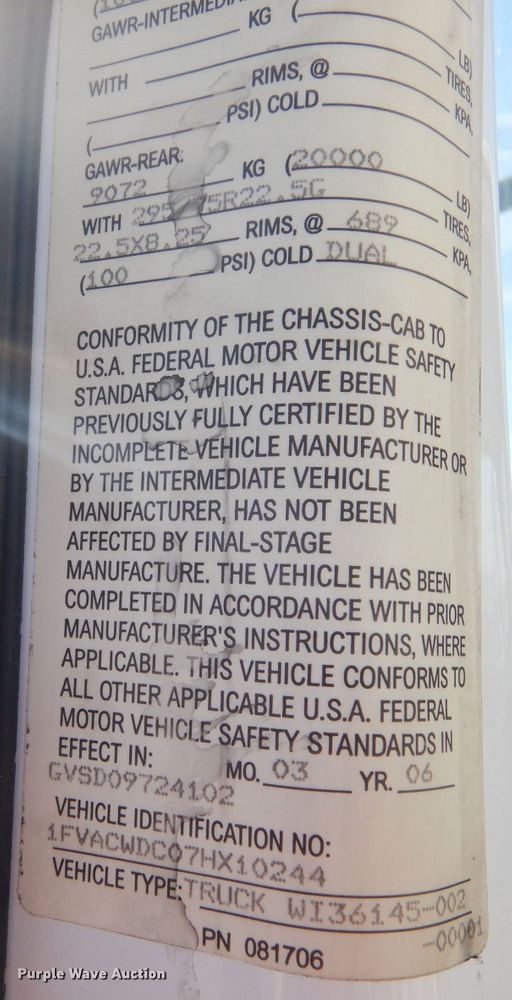 GAWR-INTERMEDIA
KG (
LB)
WITH TIRES,
RIMS, @ KPA,
( PSI) COLD
GAWR-REAR:
9072 KG (20000 LB)
WITH 295/75R22.5G TIRES,
22.5X8.25 RIMS, @ 689 KPA,
(100 PSI) COLD DUAL
CONFORMITY OF THE CHASSIS-CAB TO
U.S.A. FEDERAL MOTOR VEHICLE SAFETY
STANDARDS, WHICH HAVE BEEN
PREVIOUSLY FULLY CERTIFIED BY THE
INCOMPLETE VEHICLE MANUFACTURER OR
BY THE INTERMEDIATE VEHICLE
MANUFACTURER, HAS NOT BEEN
AFFECTED BY FINAL-STAGE
MANUFACTURE. THE VEHICLE HAS BEEN
COMPLETED IN ACCORDANCE WITH PRIOR
MANUFACTURER'S INSTRUCTIONS, WHERE
APPLICABLE. THIS VEHICLE CONFORMS TO
ALL OTHER APPLICABLE U.S.A. FEDERAL
MOTOR VEHICLE SAFETY STANDARDS IN
EFFECT IN: MO. 03 YR. 06
GVSD09724102
VEHICLE IDENTIFICATION NO:
1FVACWDC07HX10244
VEHICLE TYPE: TRUCK WI36145-002
-00001
PN 081706
Purple Wave Auction